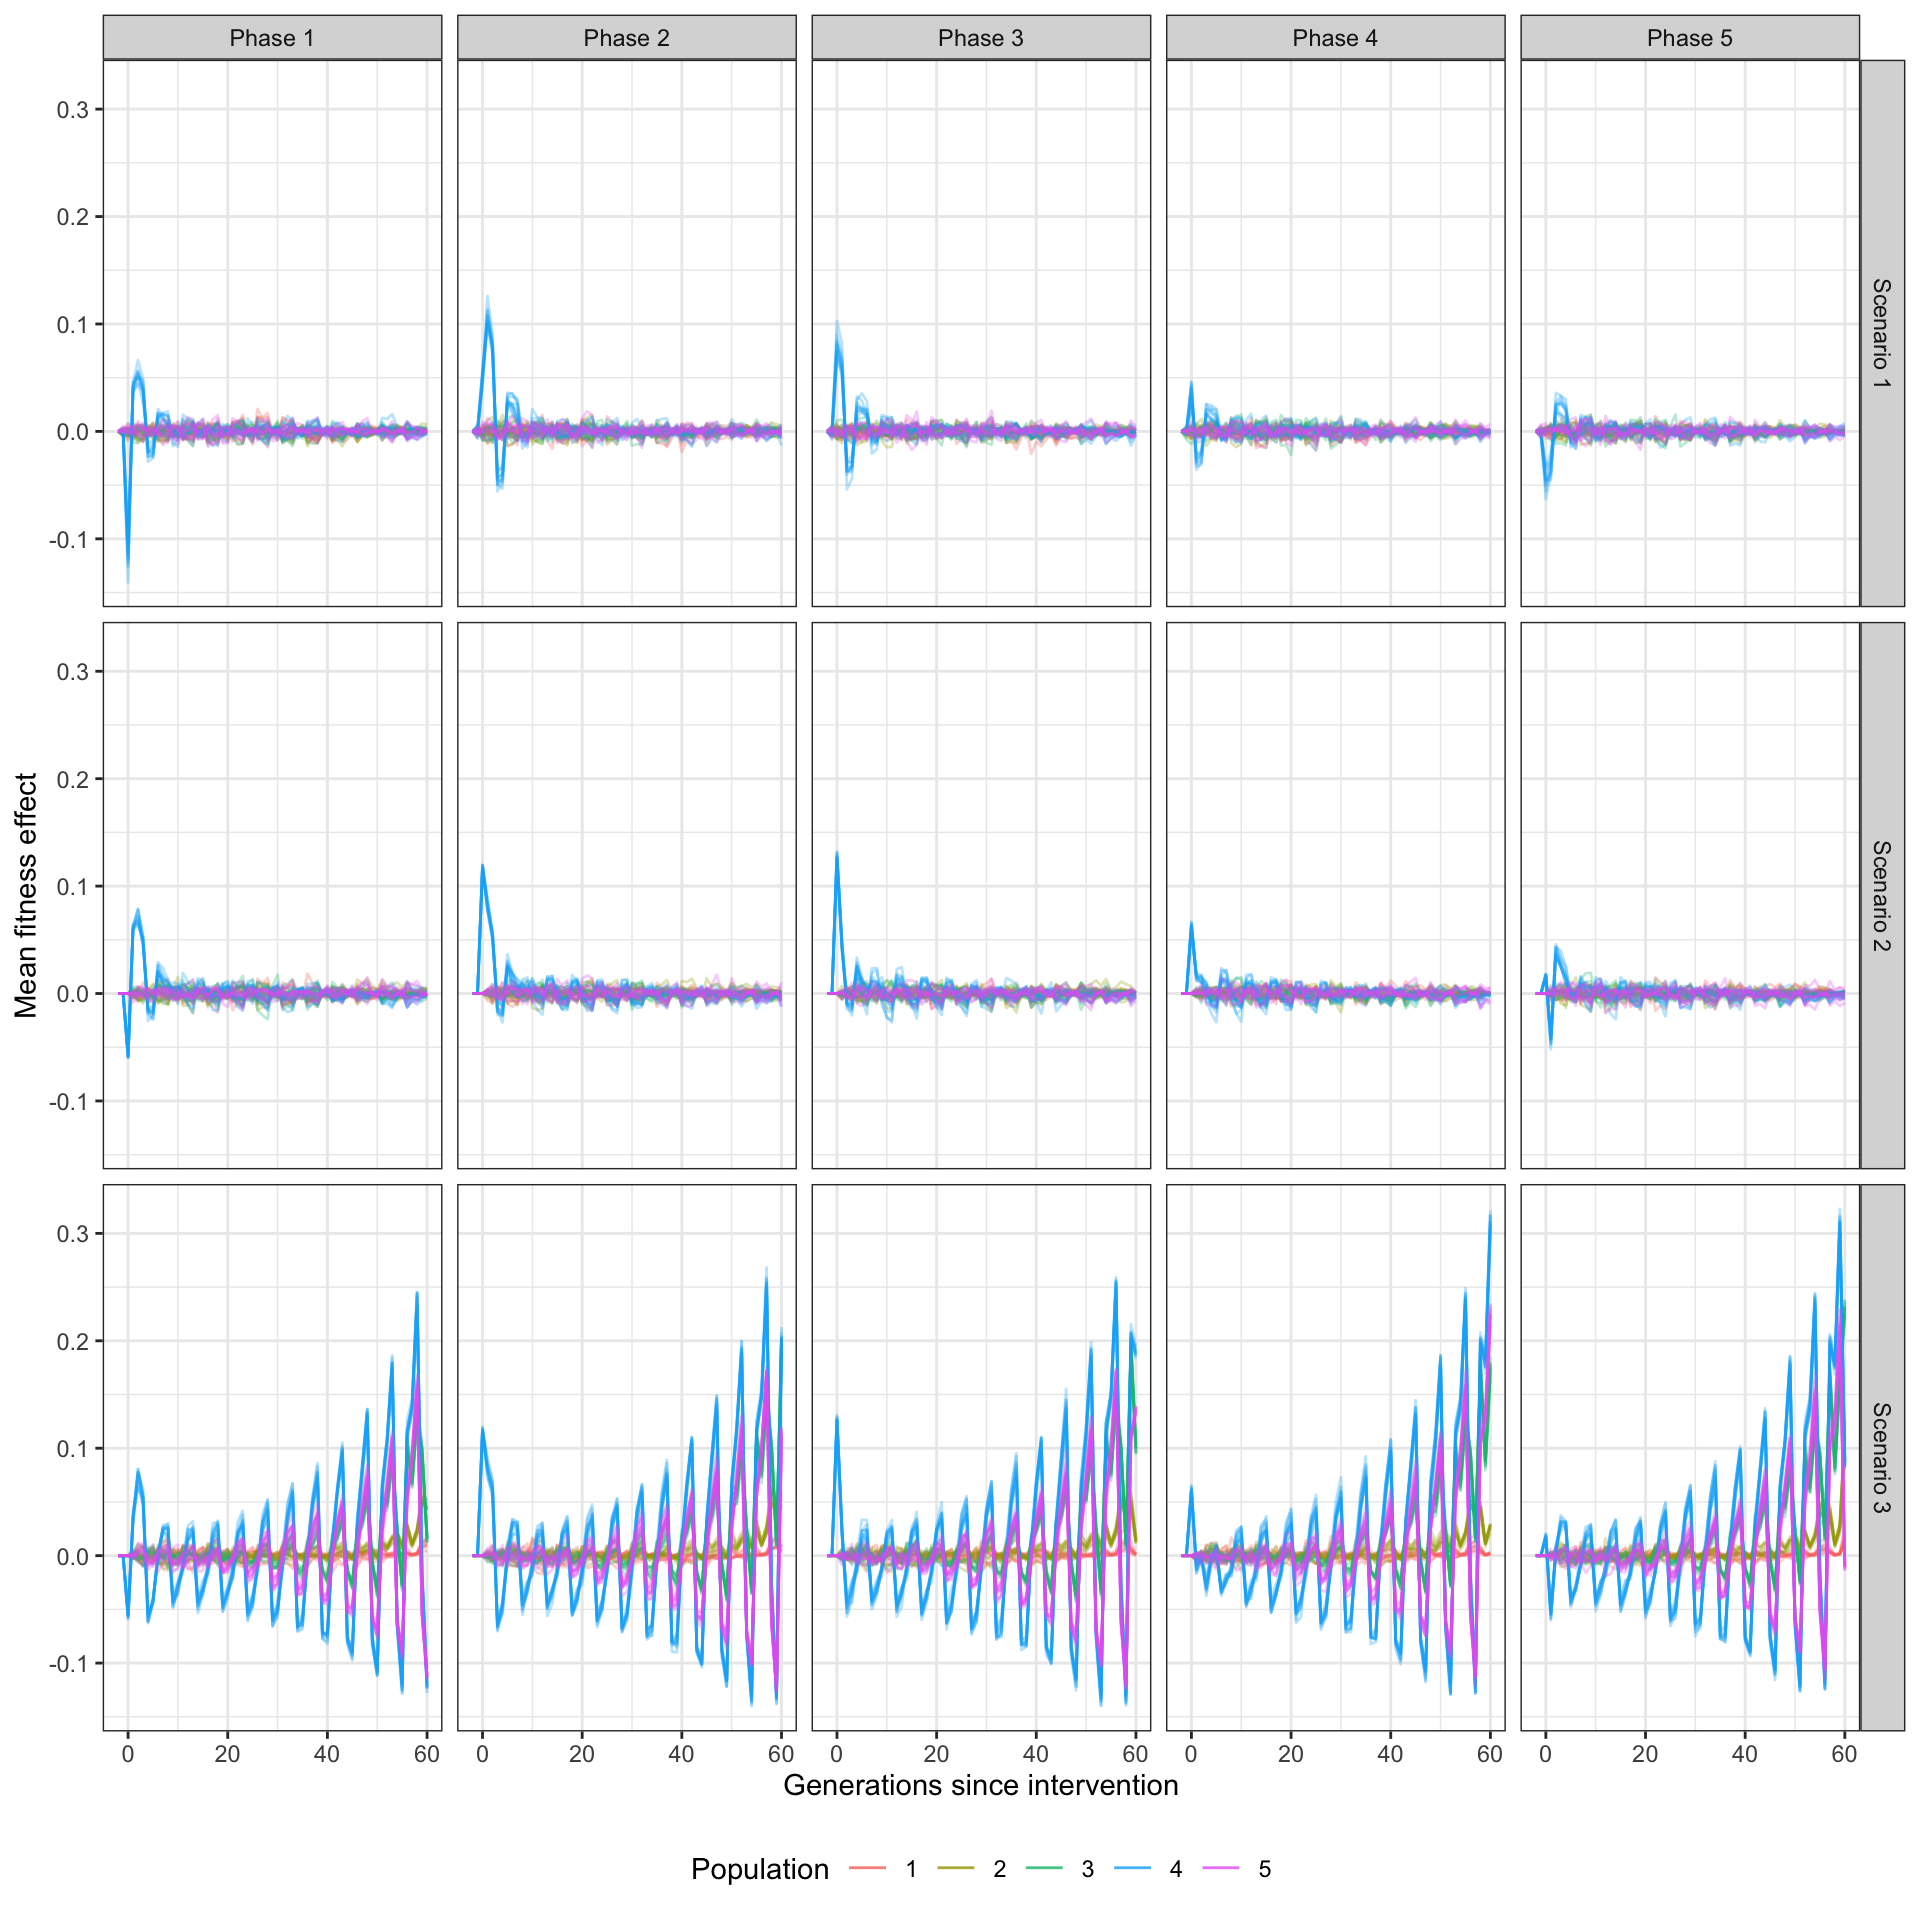 Phase 1 Phase 2 Phase 3 Phase 4 Phase 5
0.3
0.2
0.1
0.0
-0.1
Scenario 1
0.3
0.2
0.1
0.0
-0.1
Scenario 2
Mean fitness effect
0.3
0.2
0.1
0.0
-0.1
Scenario 3
0 20 40 60 0 20 40 60 0 20 40 60 0 20 40 60 0 20 40 60
Generations since intervention
Population 1 2 3 4 5